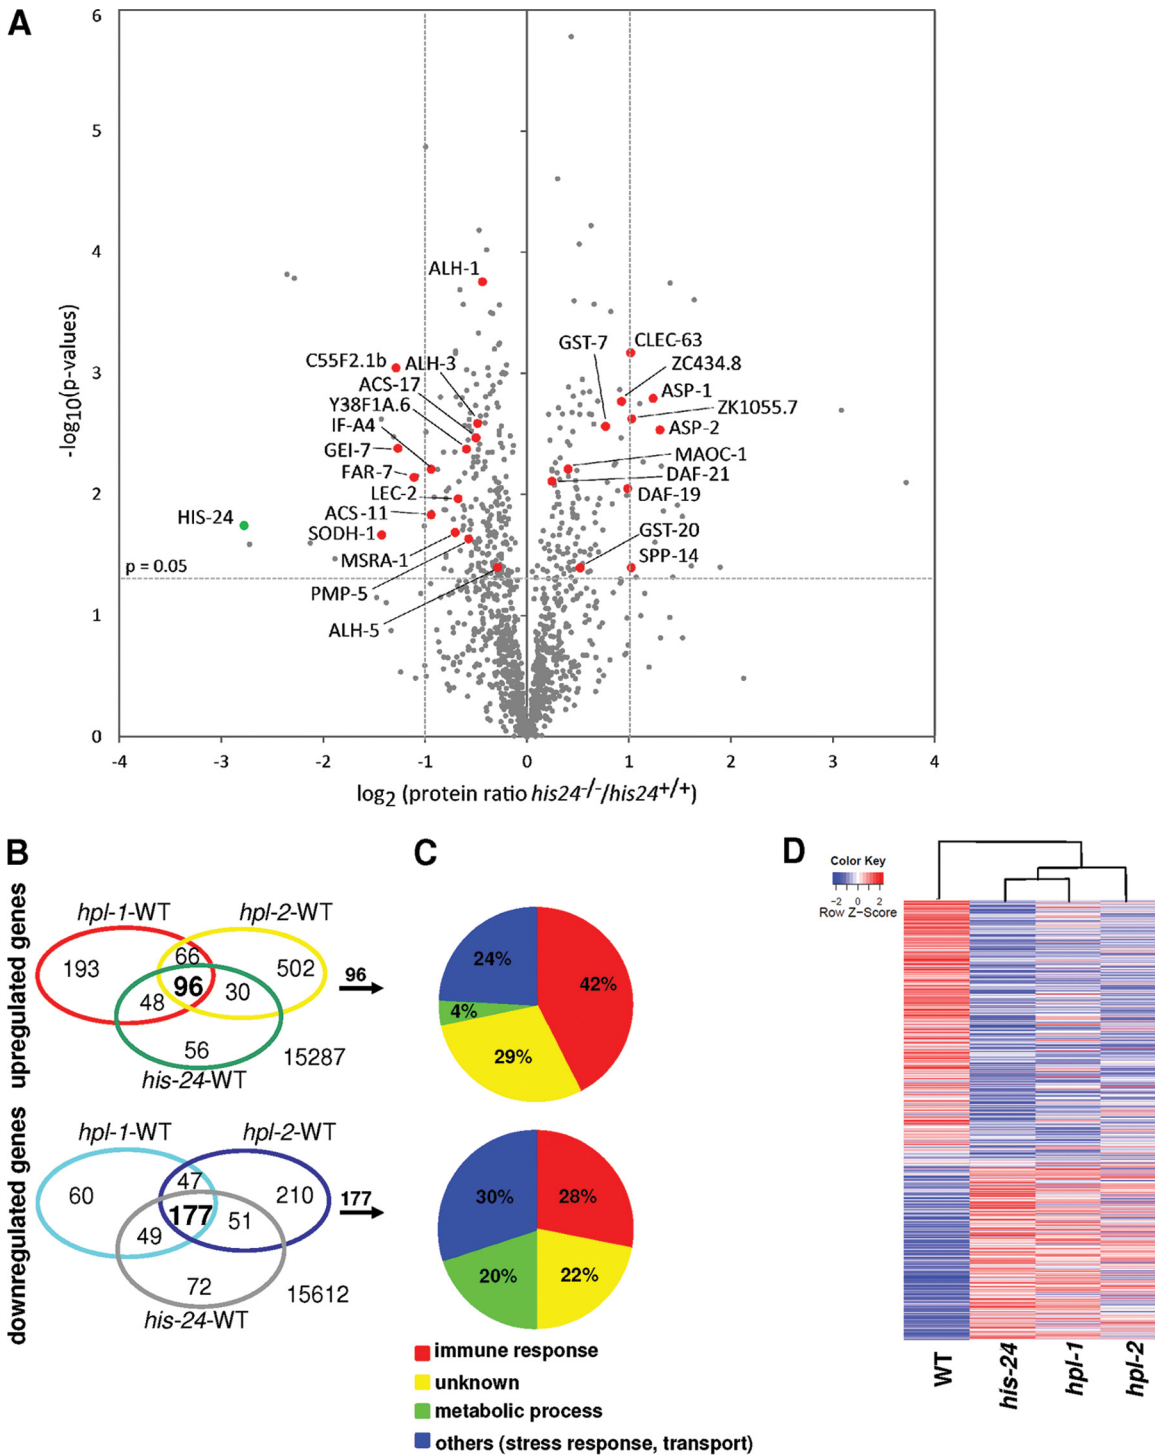 A
6
5
4
3
2
1
0
-log10(p-values)
ALH-1
C55F2.1b
ALH-3
ACS-17
Y38F1A.6
IF-A4
GEI-7
FAR-7
LEC-2
ACS-11
HIS-24
SODH-1
MSRA-1
p = 0.05
PMP-5
ALH-5
GST-7
CLEC-63
ZC434.8
ASP-1
ZK1055.7
ASP-2
MAOC-1
DAF-21
DAF-19
GST-20
SPP-14
-4 -3 -2 -1 0 1 2 3 4
log2 (protein ratio his24-/-/his24+/+)
B
upregulated genes
hpl-1-WT
hpl-2-WT
193
66
502
96
48
30
56
15287
his-24-WT
96
downregulated genes
hpl-1-WT
hpl-2-WT
60
47
210
177
49
51
72
15612
his-24-WT
177
C
24%
42%
4%
29%
30%
28%
20%
22%
immune response
unknown
metabolic process
others (stress response, transport)
D
Color Key
−2 0 2
Row Z−Score
WT
his-24
hpl-1
hpl-2